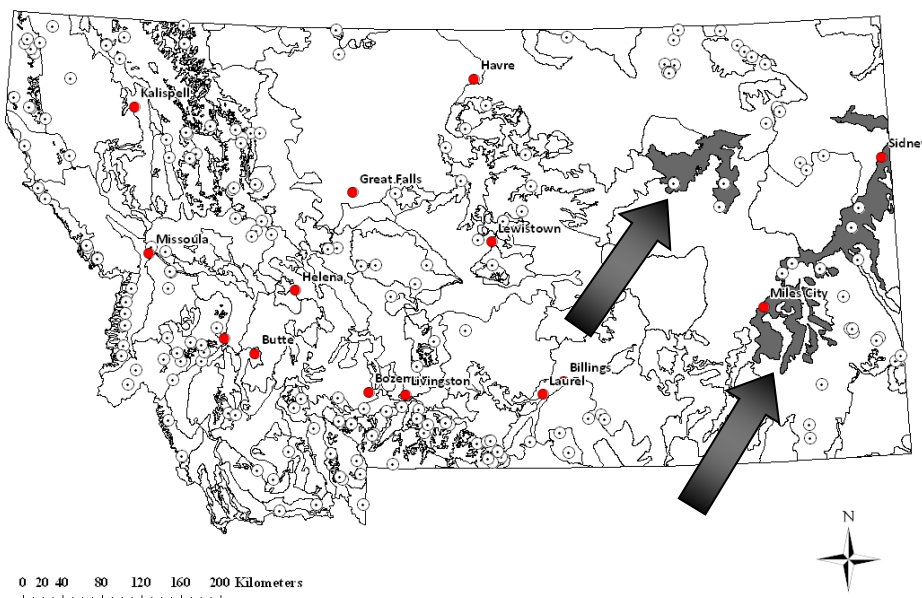 Havre
Kalispell
Sidney
Great Falls
Lewistown
Missoula
Helena
Miles City
Butte
Billings
Bozem
Livingston
Laurel
N
0 20 40 80 120 160 200 Kilometers